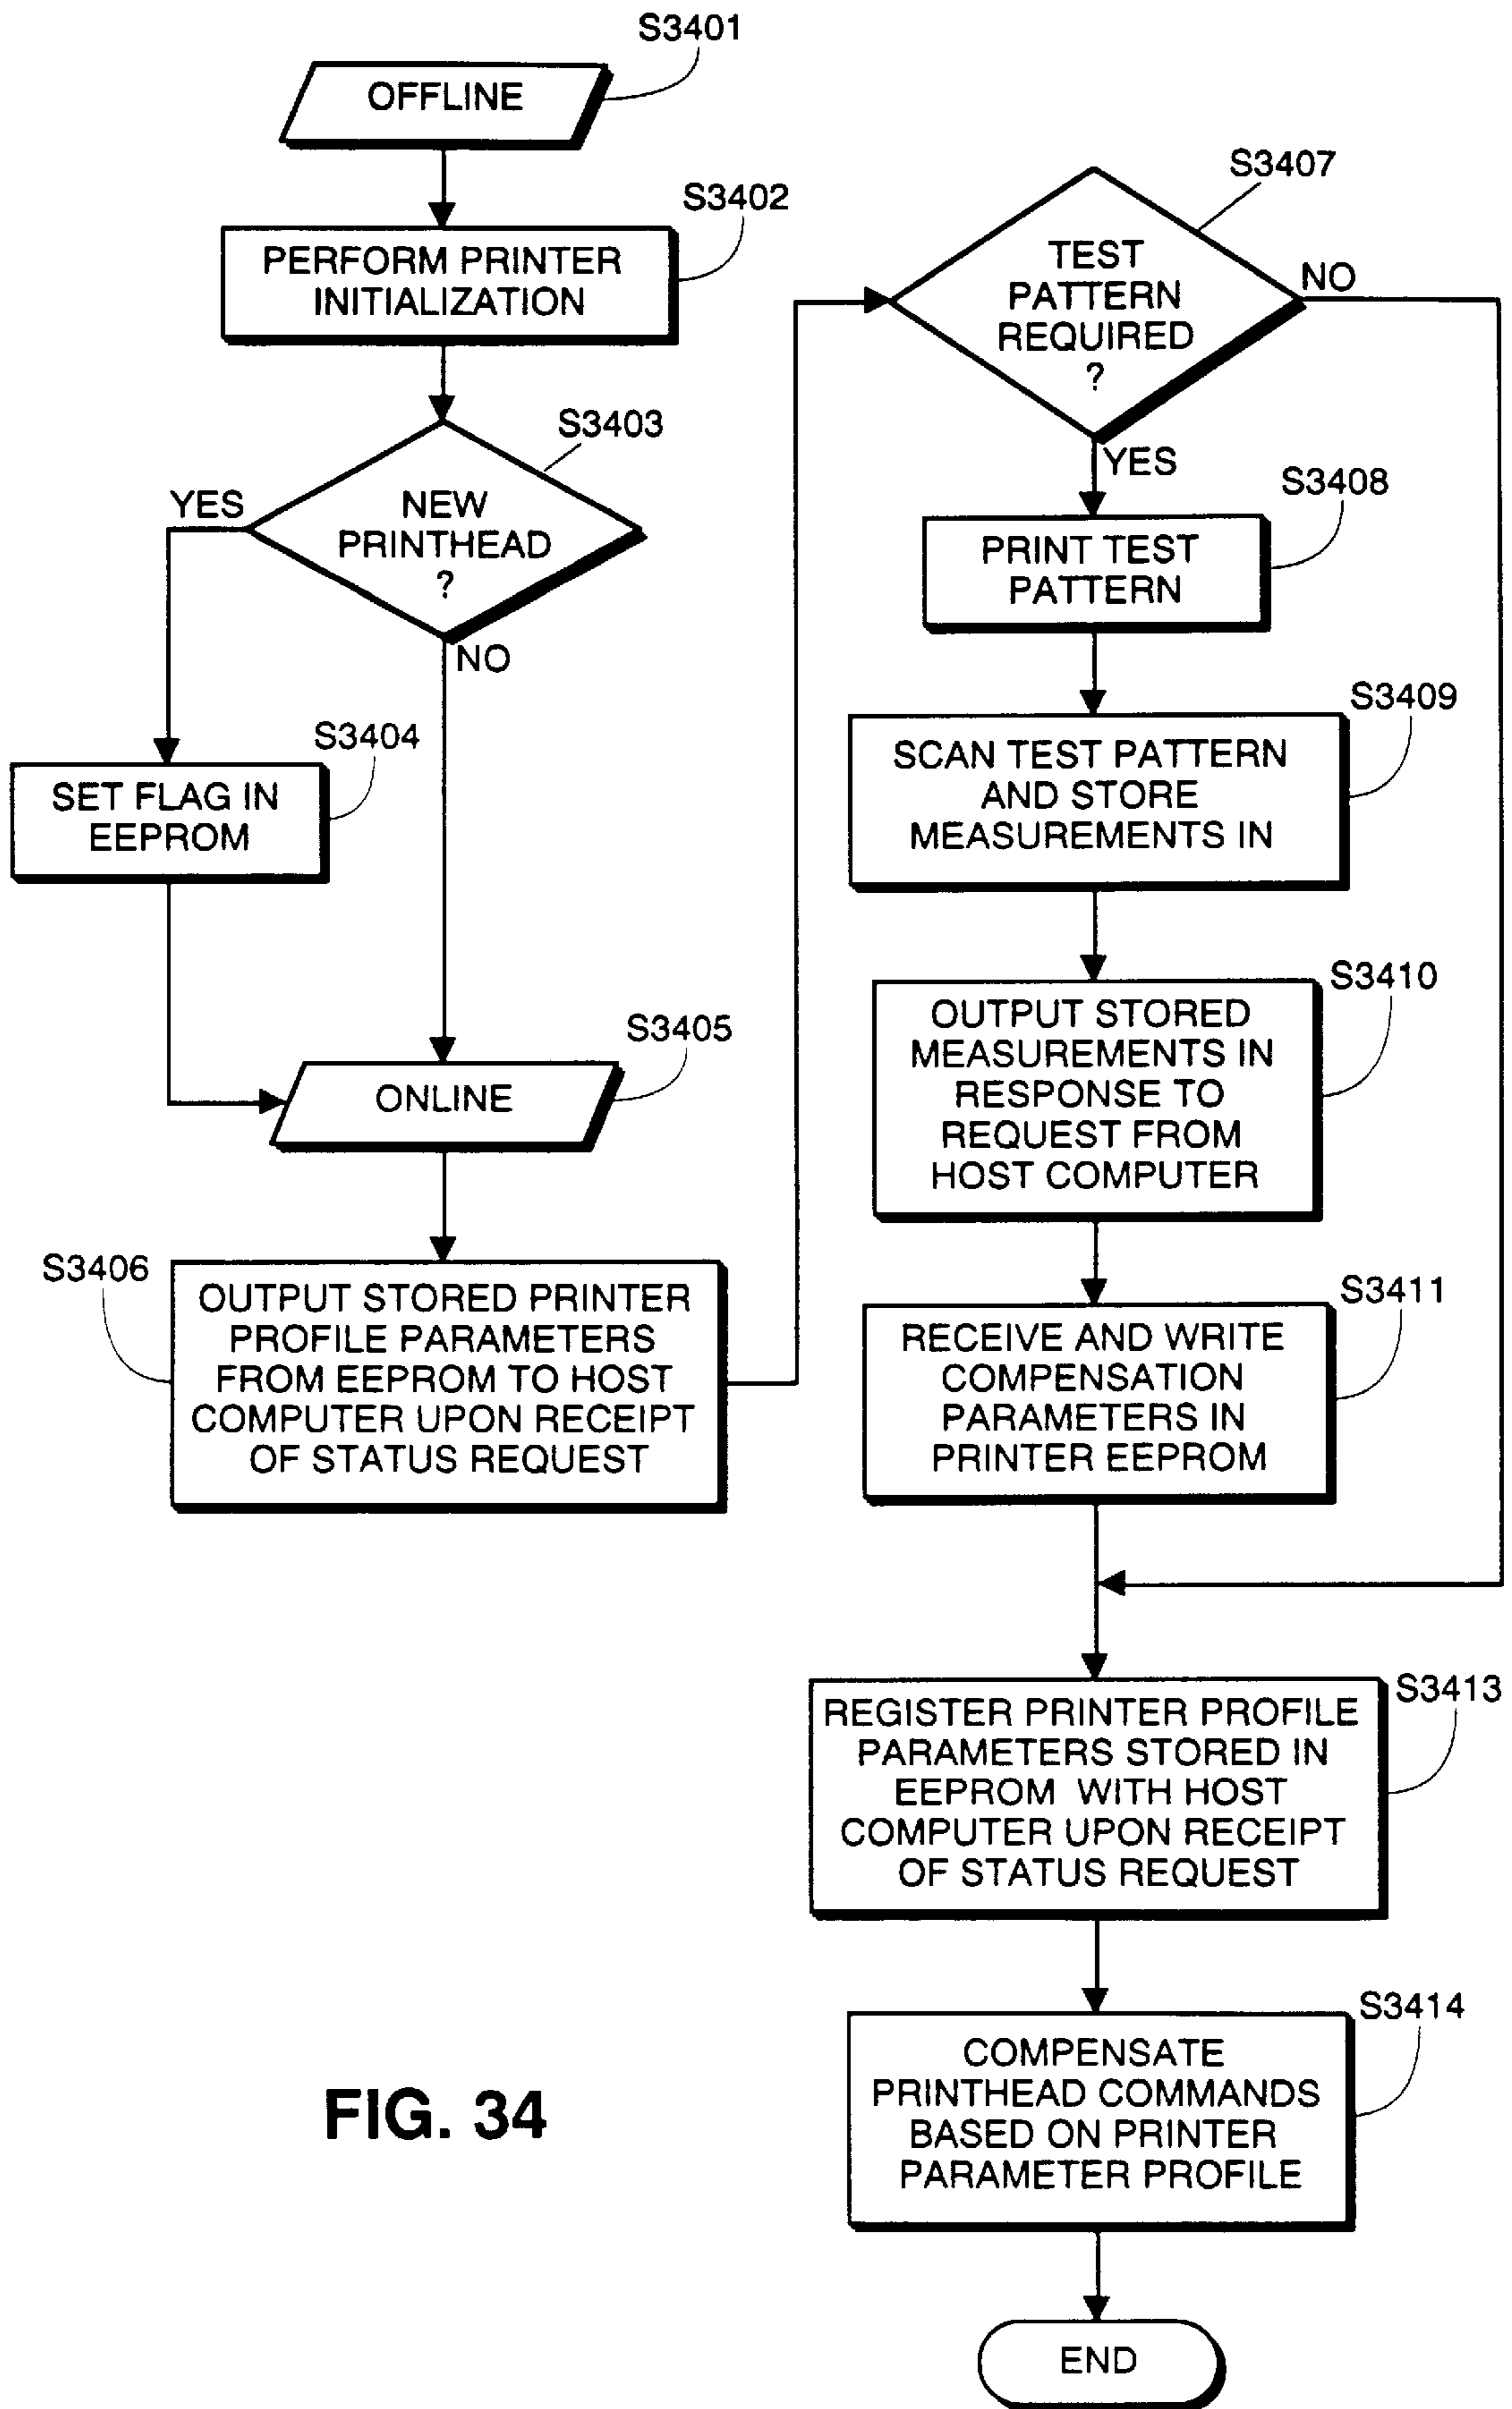 S3401
OFFLINE
S3402
PERFORM PRINTER
INITIALIZATION
S3403
YES
NEW
PRINTHEAD
?
NO
S3404
SET FLAG IN
EEPROM
S3405
ONLINE
S3406
OUTPUT STORED PRINTER
PROFILE PARAMETERS
FROM EEPROM TO HOST
COMPUTER UPON RECEIPT
OF STATUS REQUEST
S3407
TEST
PATTERN
REQUIRED
?
NO
YES
S3408
PRINT TEST
PATTERN
S3409
SCAN TEST PATTERN
AND STORE
MEASUREMENTS IN
S3410
OUTPUT STORED
MEASUREMENTS IN
RESPONSE TO
REQUEST FROM
HOST COMPUTER
S3411
RECEIVE AND WRITE
COMPENSATION
PARAMETERS IN
PRINTER EEPROM
S3413
REGISTER PRINTER PROFILE
PARAMETERS STORED IN
EEPROM WITH HOST
COMPUTER UPON RECEIPT
OF STATUS REQUEST
S3414
COMPENSATE
PRINTHEAD COMMANDS
BASED ON PRINTER
PARAMETER PROFILE
END
FIG. 34